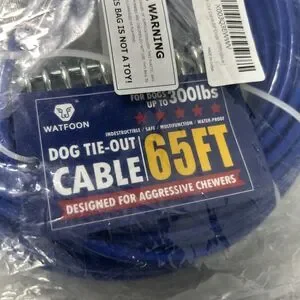 WARNING
S BAG IS NOT A TOY!
FOR DOGS
UP TO 300lbs
WATFOON
INDESTRUCTIBLE / SAFE / MULTIFUNCTION / WATER-PROOF
DOG TIE-OUT
CABLE 65FT
DESIGNED FOR AGGRESSIVE CHEWERS